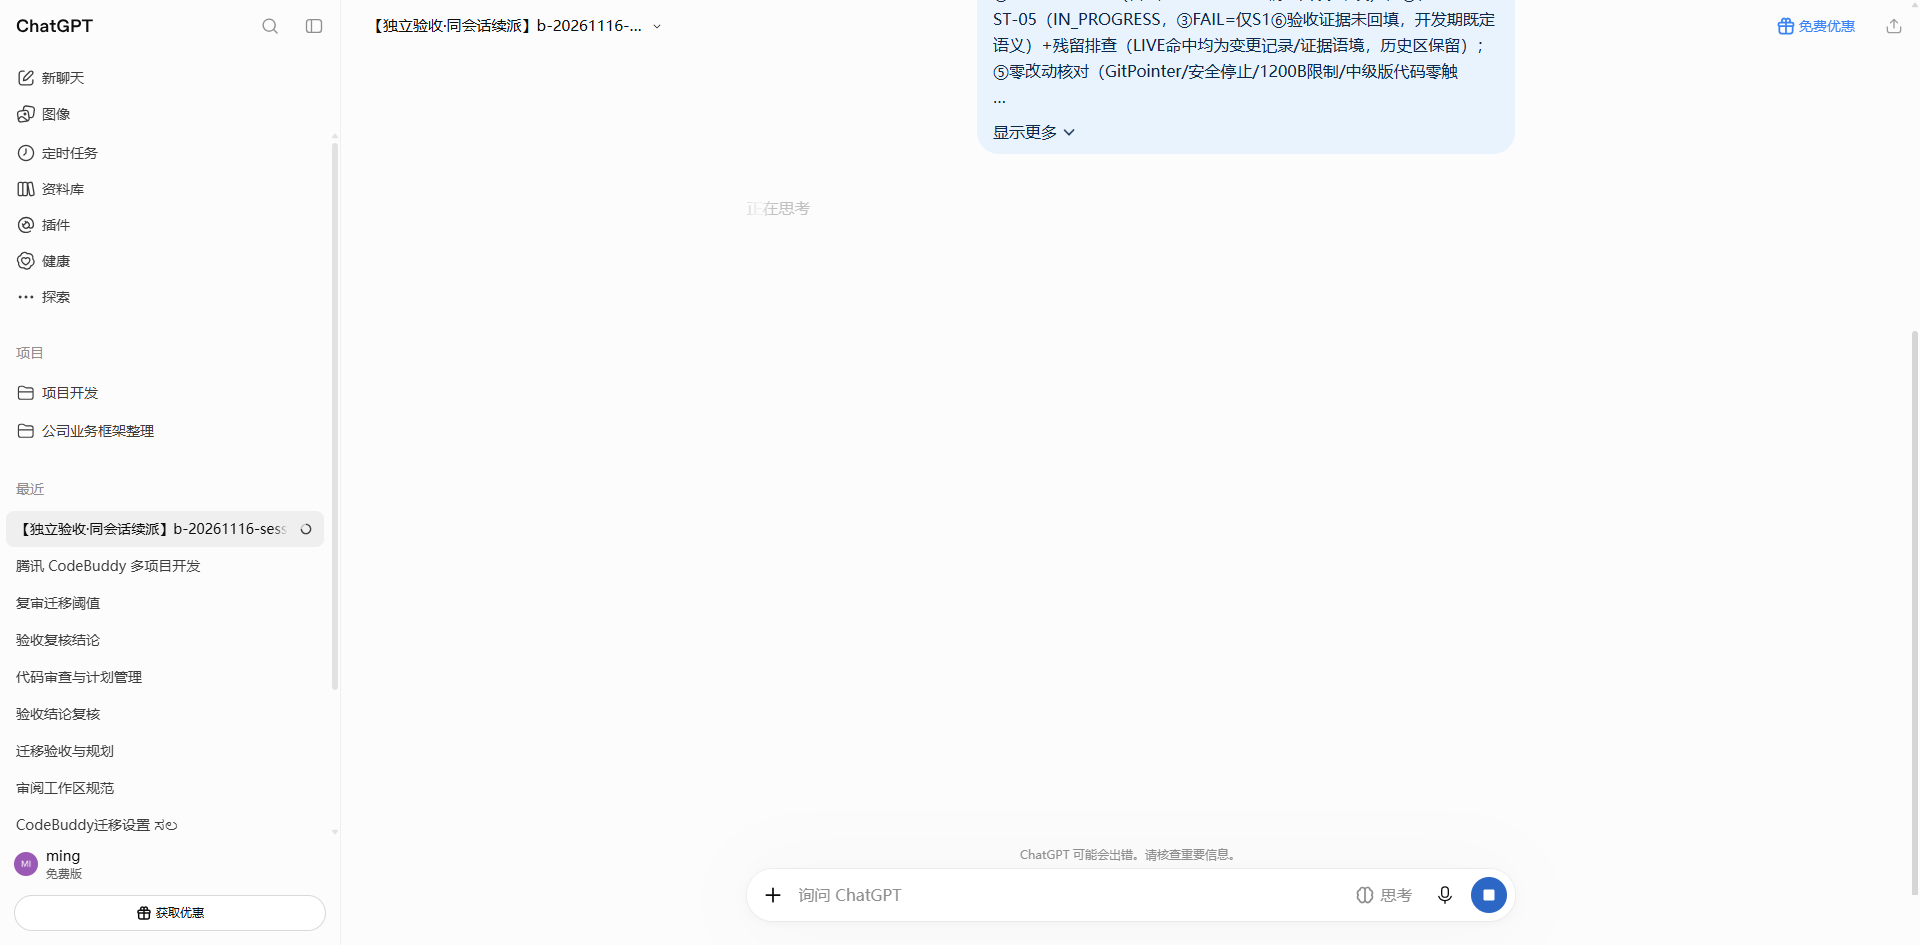 ChatGPT
新聊天
图像
定时任务
资料库
插件
健康
探索
项目
项目开发
公司业务框架整理
最近
【独立验收·同会话续派】b-20261116-sess
腾讯 CodeBuddy 多项目开发
复审迁移阈值
验收复核结论
代码审查与计划管理
验收结论复核
迁移验收与规划
审阅工作区规范
CodeBuddy迁移设置
MI
ming
免费版
获取优惠
【独立验收·同会话续派】b-20261116-...
免费优惠
ST-05（IN_PROGRESS，③FAIL=仅S1⑥验收证据未回填，开发期既定
语义）+残留排查（LIVE命中均为变更记录/证据语境，历史区保留）；
⑤零改动核对（GitPointer/安全停止/1200B限制/中级版代码零触
...
显示更多
正在思考
ChatGPT 可能会出错。请核查重要信息。
询问 ChatGPT
思考